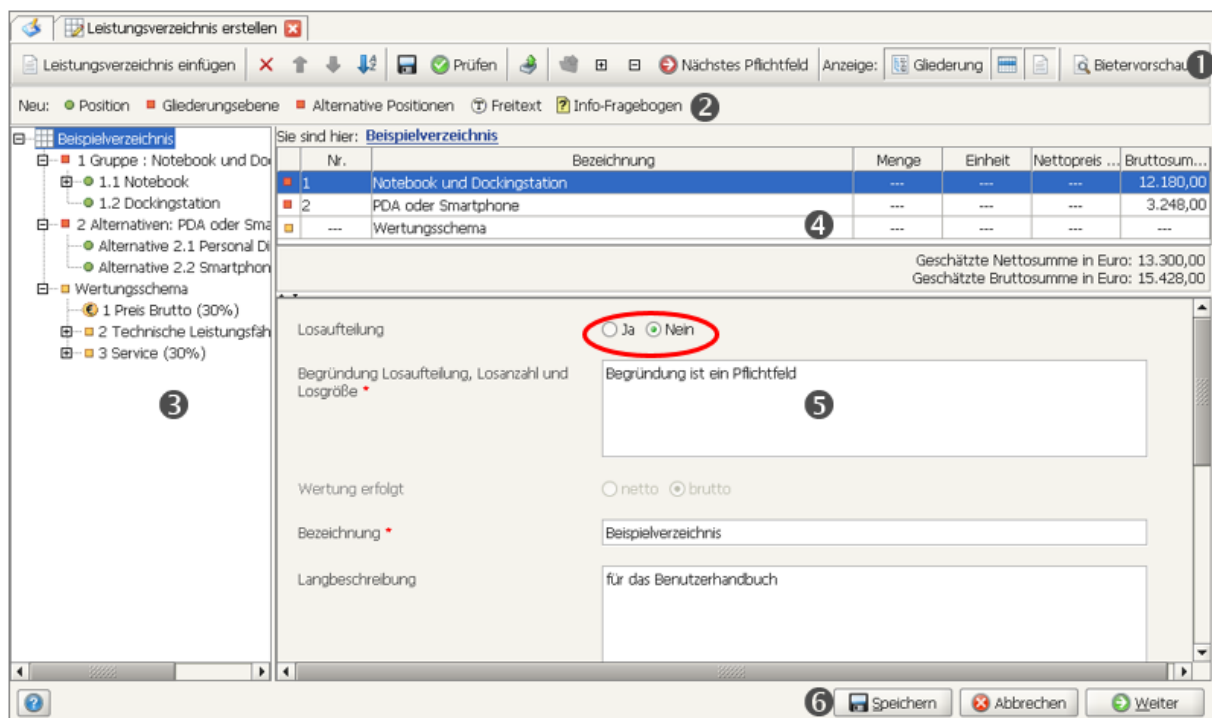 Leistungsverzeichnis erstellen
Leistungsverzeichnis einfügen Prüfen Nächstes Pflichtfeld Anzeige: Gliederung Bietervorschau 1
Neu: Position Gliederungsebene Alternative Positionen T Freitext ? Info-Fragebogen 2
Beispielverzeichnis
1 Gruppe : Notebook und Do
1.1 Notebook
1.2 Dockingstation
2 Alternativen: PDA oder Sma
Alternative 2.1 Personal Di
Alternative 2.2 Smartphon
Wertungsschema
€ 1 Preis Brutto (30%)
2 Technische Leistungsfäh
3 Service (30%)
3
Sie sind hier: Beispielverzeichnis
Nr. Bezeichnung Menge Einheit Nettopreis ... Bruttosum...
1 Notebook und Dockingstation --- --- --- 12.180,00
2 PDA oder Smartphone --- --- --- 3.248,00
--- Wertungsschema --- --- --- ---
4
Geschätzte Nettosumme in Euro: 13.300,00
Geschätzte Bruttosumme in Euro: 15.428,00
Losaufteilung Ja Nein
Begründung Losaufteilung, Losanzahl und
Losgröße *
Begründung ist ein Pflichtfeld
5
Wertung erfolgt netto brutto
Bezeichnung * Beispielverzeichnis
Langbeschreibung für das Benutzerhandbuch
? 6 Speichern Abbrechen Weiter